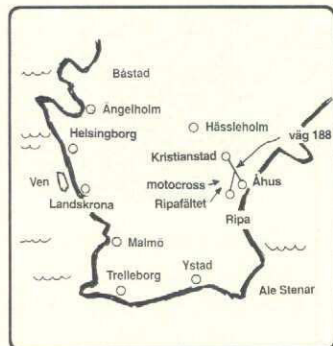 Båstad
Ängelholm
Hässleholm
väg 188
Helsingborg
Kristianstad
Ven
motocross
Åhus
Landskrona
Ripafältet
Ripa
Malmö
Ystad
Trelleborg
Ale Stenar